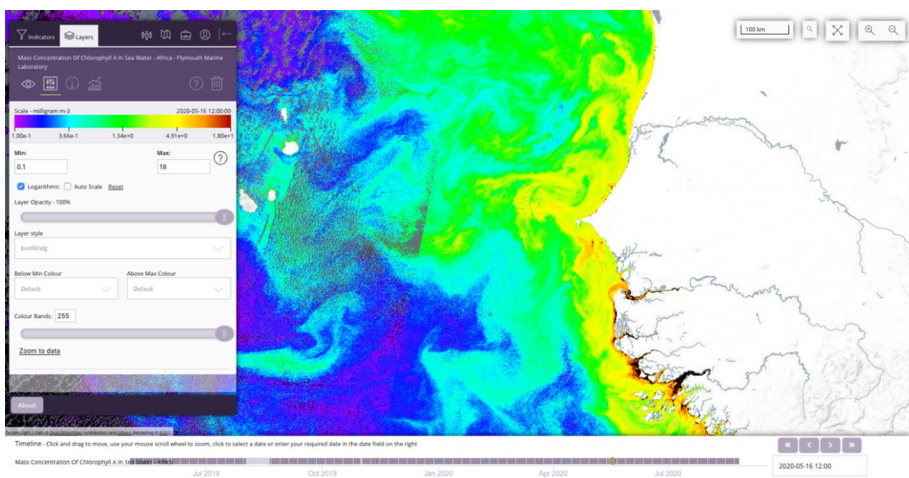 Indicators
Layers
100 km
Mass Concentration Of Chlorophyll A In Sea Water - Africa - Plymouth Marine
Laboratory
Scale - milligram m-3
2020-05-16 12:00:00
1.00e-1 3.66e-1 1.34e+0 4.91e+0 1.80e+1
Min:
Max:
0.1
18
Logarithmic
Auto Scale
Reset
Layer Opacity - 100%
Layer style
boxfill/alg
Below Min Colour
Above Max Colour
Default
Default
Colour Bands:
255
Zoom to data
About
Timeline - Click and drag to move, use your mouse scroll wheel to zoom, click to select a date or enter your required date in the date field on the right
Mass Concentration Of Chlorophyll A In Sea Water - Africa
2020-05-16 12:00
Jul 2019 Oct 2019 Jan 2020 Apr 2020 Jul 2020